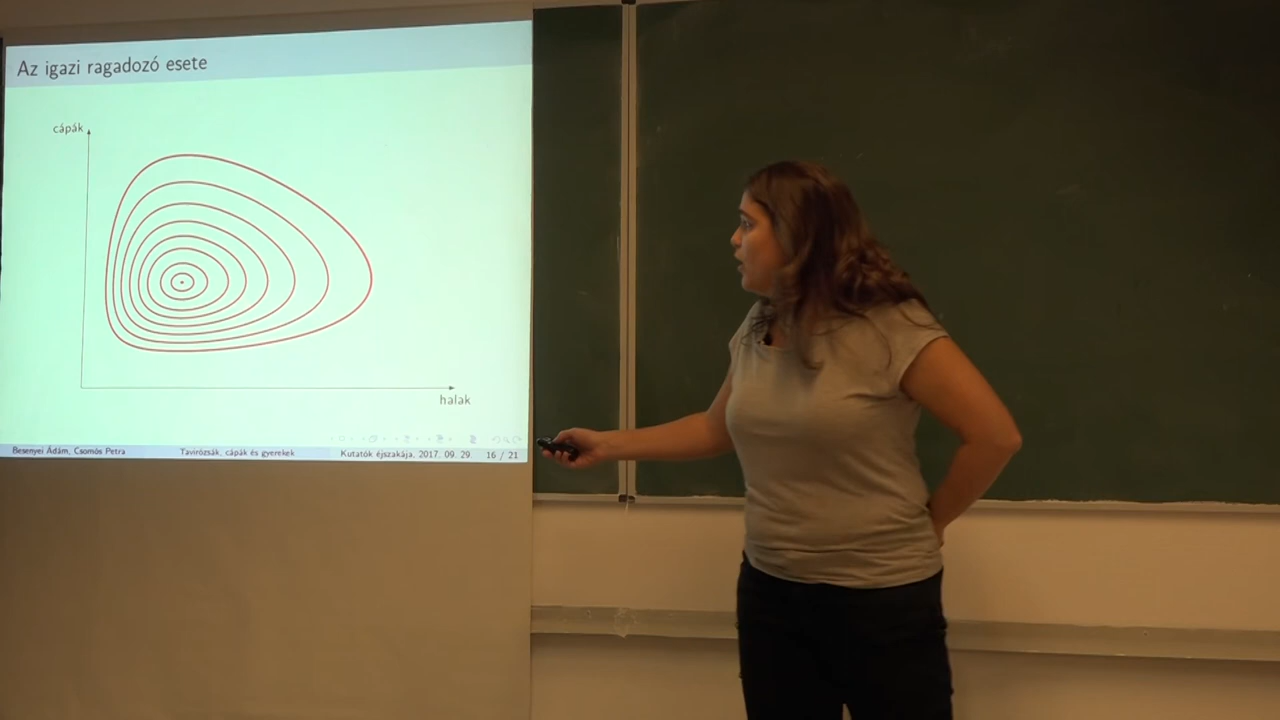 Az igazi ragadozó esete
cápák
halak
Besenyei Ádám, Csomós Petra Tavirózsák, cápák és gyerekek Kutatók éjszakája, 2017. 09. 29. 16 / 21